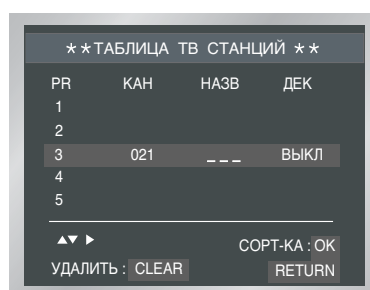 **ТАБЛИЦА ТВ СТАНЦИЙ **
PR КАН НАЗВ ДЕК
1
2
3 021 _ _ _ ВЫКЛ
4
5
▲▼ ▶
СОРТ-КА : OK
УДАЛИТЬ : CLEAR RETURN